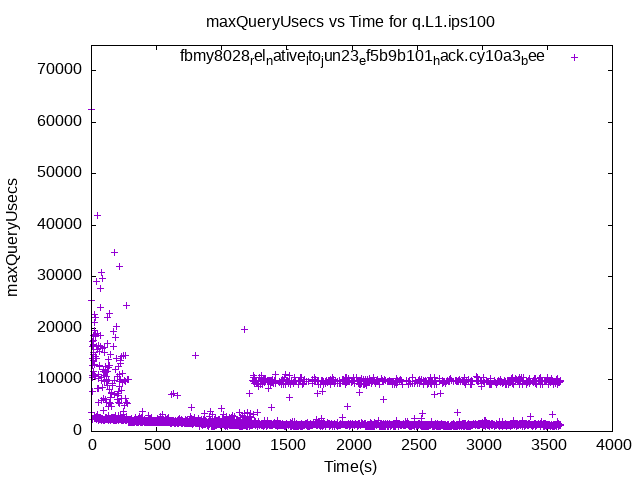 maxQueryUsecs vs Time for q.L1.ips100
fbmy8028relnativeltojun23ef5b9b101hack.cy10a3bee
70000
60000
50000
40000
30000
20000
10000
0
maxQueryUsecs
0 500 1000 1500 2000 2500 3000 3500 4000
Time(s)